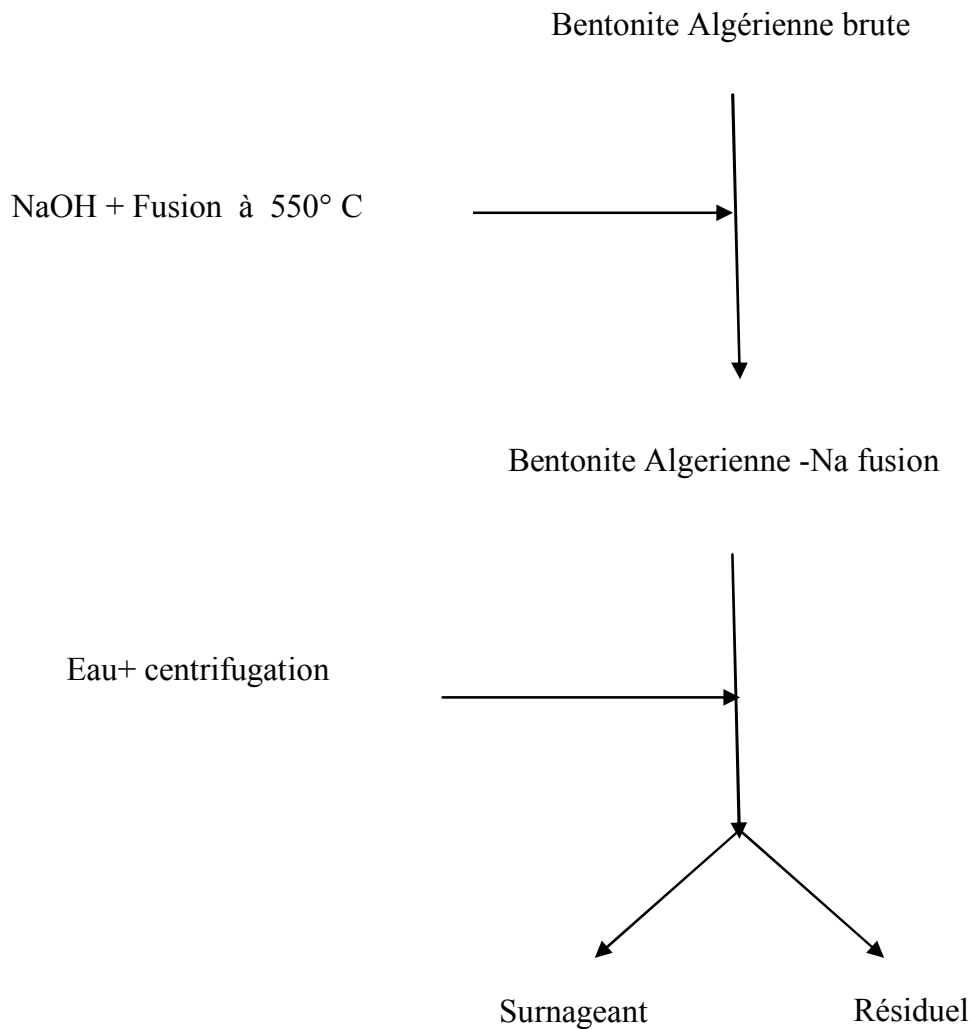 Bentonite Algérienne brute
NaOH + Fusion à 550° C
Bentonite Algerienne -Na fusion
Eau+ centrifugation
Surnageant
Résiduel